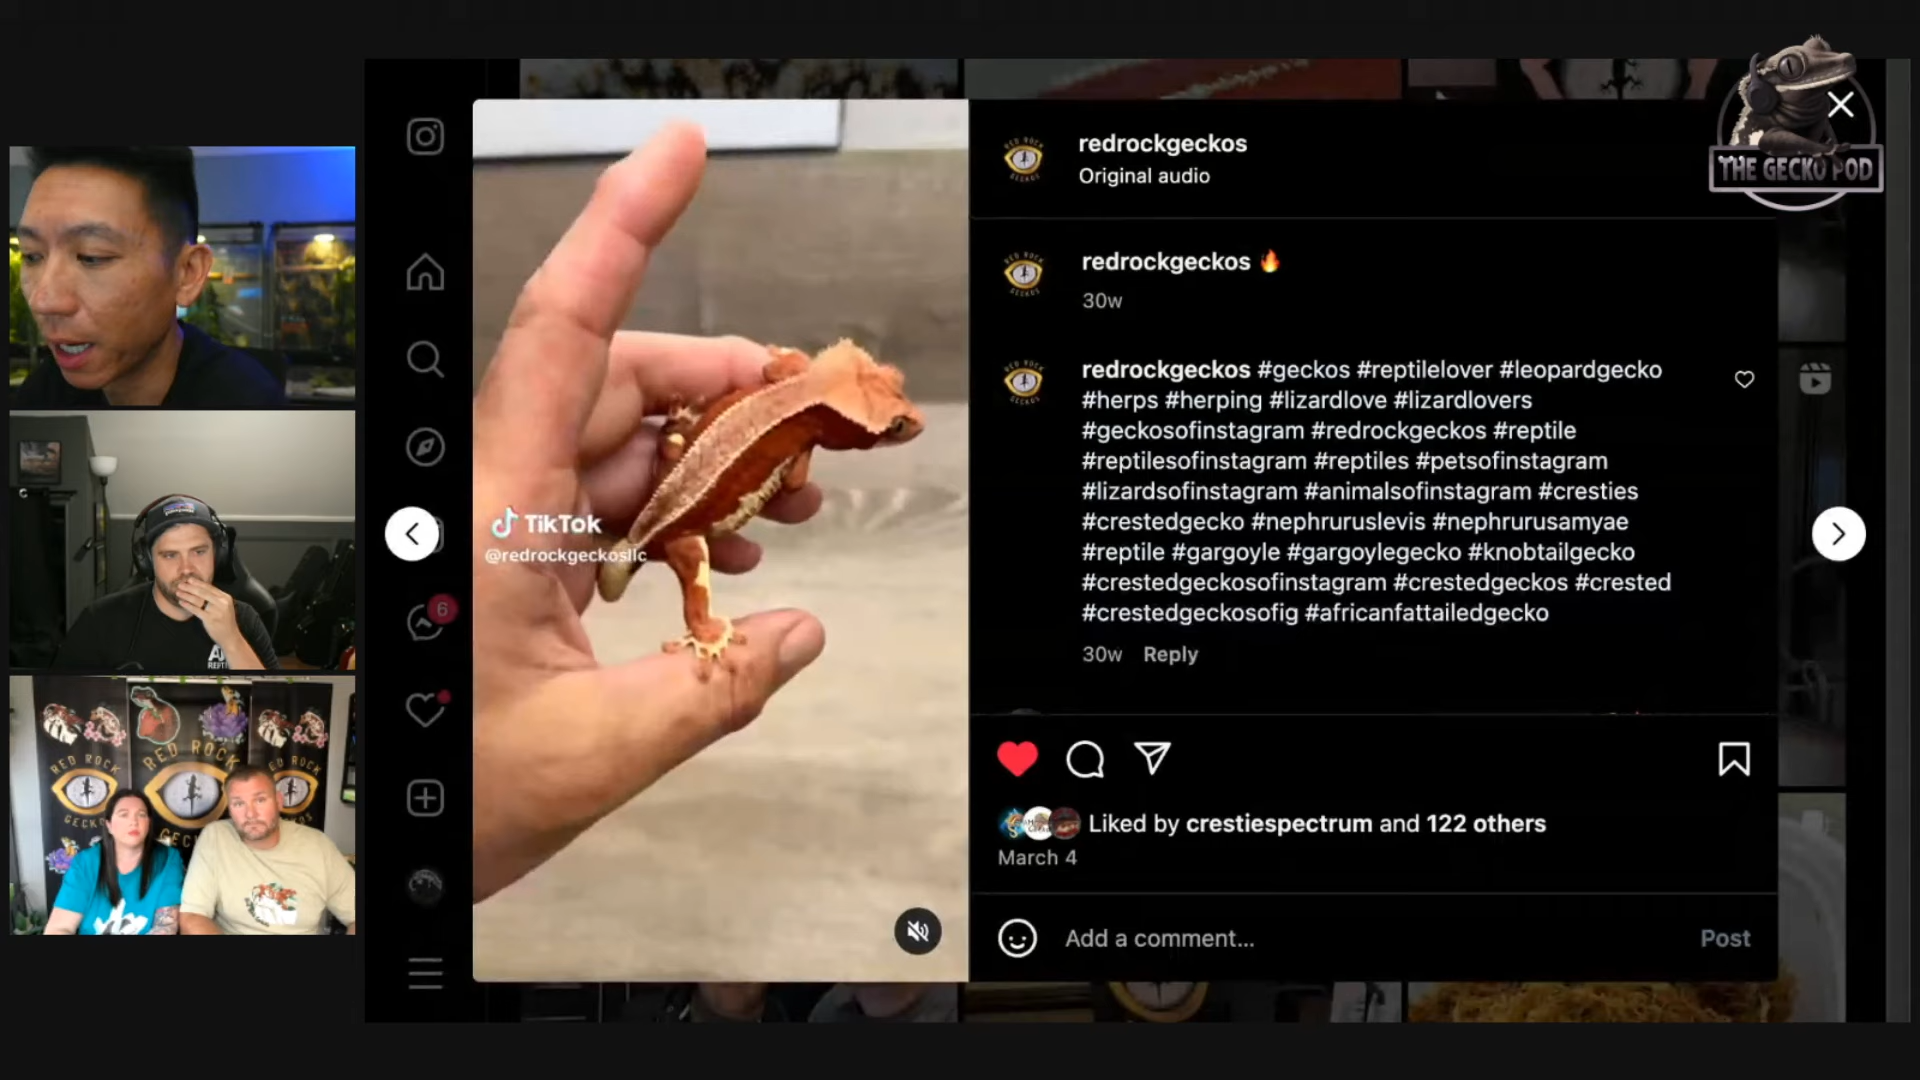 THE GECKO POD
redrockgeckos
Original audio
redrockgeckos 🔥
30w
redrockgeckos #geckos #reptilelover #leopardgecko
#herps #herping #lizardlove #lizardlovers
#geckosofinstagram #redrockgeckos #reptile
#reptilesofinstagram #reptiles #petsofinstagram
#lizardsofinstagram #animalsofinstagram #cresties
#crestedgecko #nephruruslevis #nephrurusamyae
#reptile #gargoyle #gargoylegecko #knobtailgecko
#crestedgeckosofinstagram #crestedgeckos #crested
#crestedgeckosofig #africanfattailedgecko
30w Reply
Liked by crestiespectrum and 122 others
March 4
Add a comment... Post
TikTok
@redrockgeckosllc
6
RED ROCK
RED ROCK